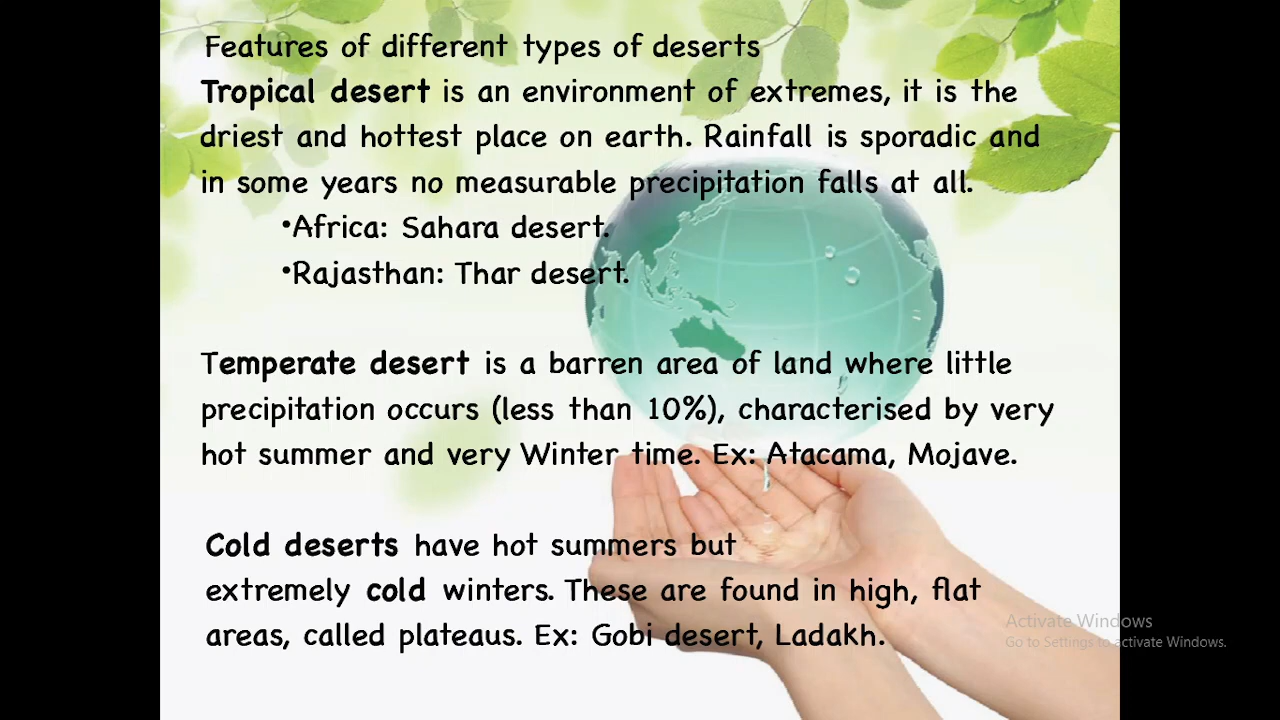 Features of different types of deserts
Tropical desert is an environment of extremes, it is the
driest and hottest place on earth. Rainfall is sporadic and
in some years no measurable precipitation falls at all.
•Africa: Sahara desert.
•Rajasthan: Thar desert.
Temperate desert is a barren area of land where little
precipitation occurs (less than 10%), characterised by very
hot summer and very Winter time. Ex: Atacama, Mojave.
Cold deserts have hot summers but
extremely cold winters. These are found in high, flat
areas, called plateaus. Ex: Gobi desert, Ladakh.
Activate Windows
Go to Settings to activate Windows.